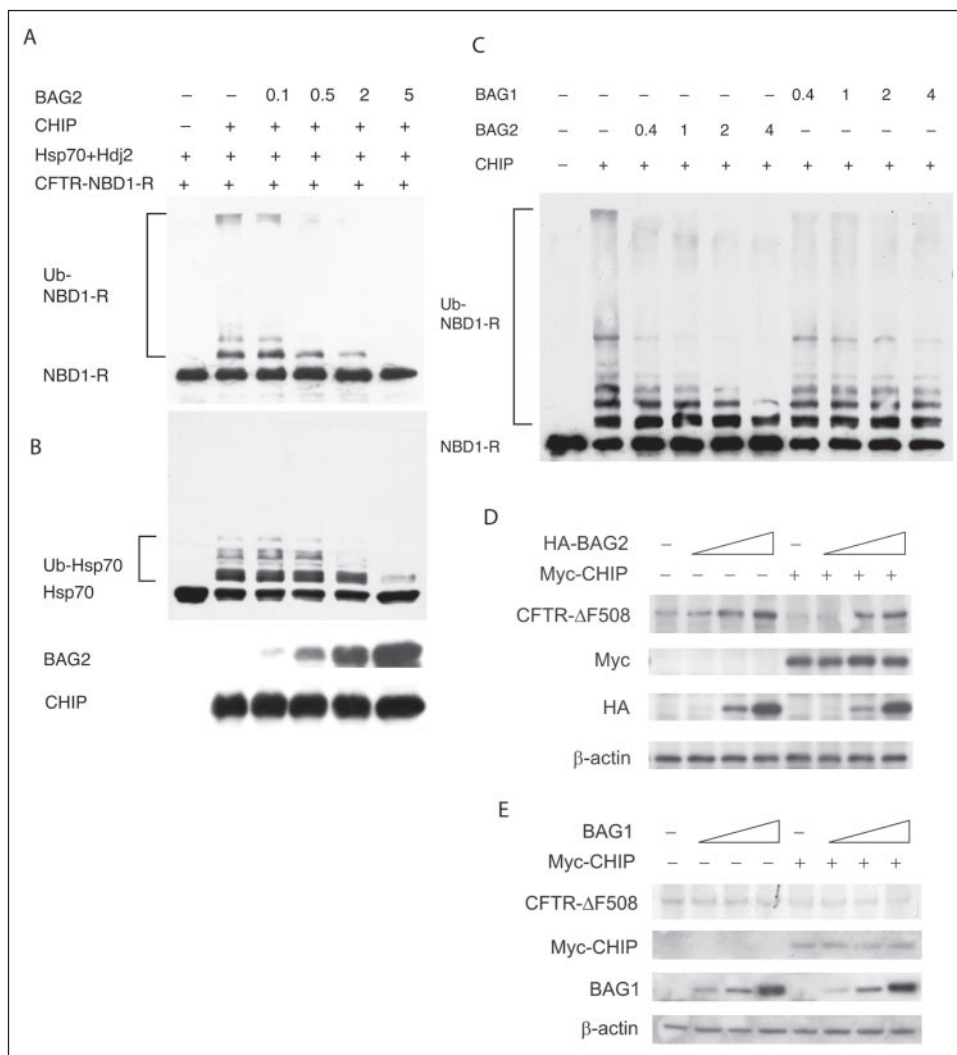 A
BAG2 – – 0.1 0.5 2 5
CHIP – + + + + +
Hsp70+Hdj2 + + + + + +
CFTR-NBD1-R + + + + + +
Ub-
NBD1-R
NBD1-R
B
Ub-Hsp70
Hsp70
BAG2
CHIP
C
BAG1 – – – – – – 0.4 1 2 4
BAG2 – – 0.4 1 2 4 – – – –
CHIP – + + + + + + + + +
Ub-
NBD1-R
NBD1-R
D
HA-BAG2 – –
Myc-CHIP – – – – + + + +
CFTR-ΔF508
Myc
HA
β-actin
E
BAG1 – –
Myc-CHIP – – – – + + + +
CFTR-ΔF508
Myc-CHIP
BAG1
β-actin